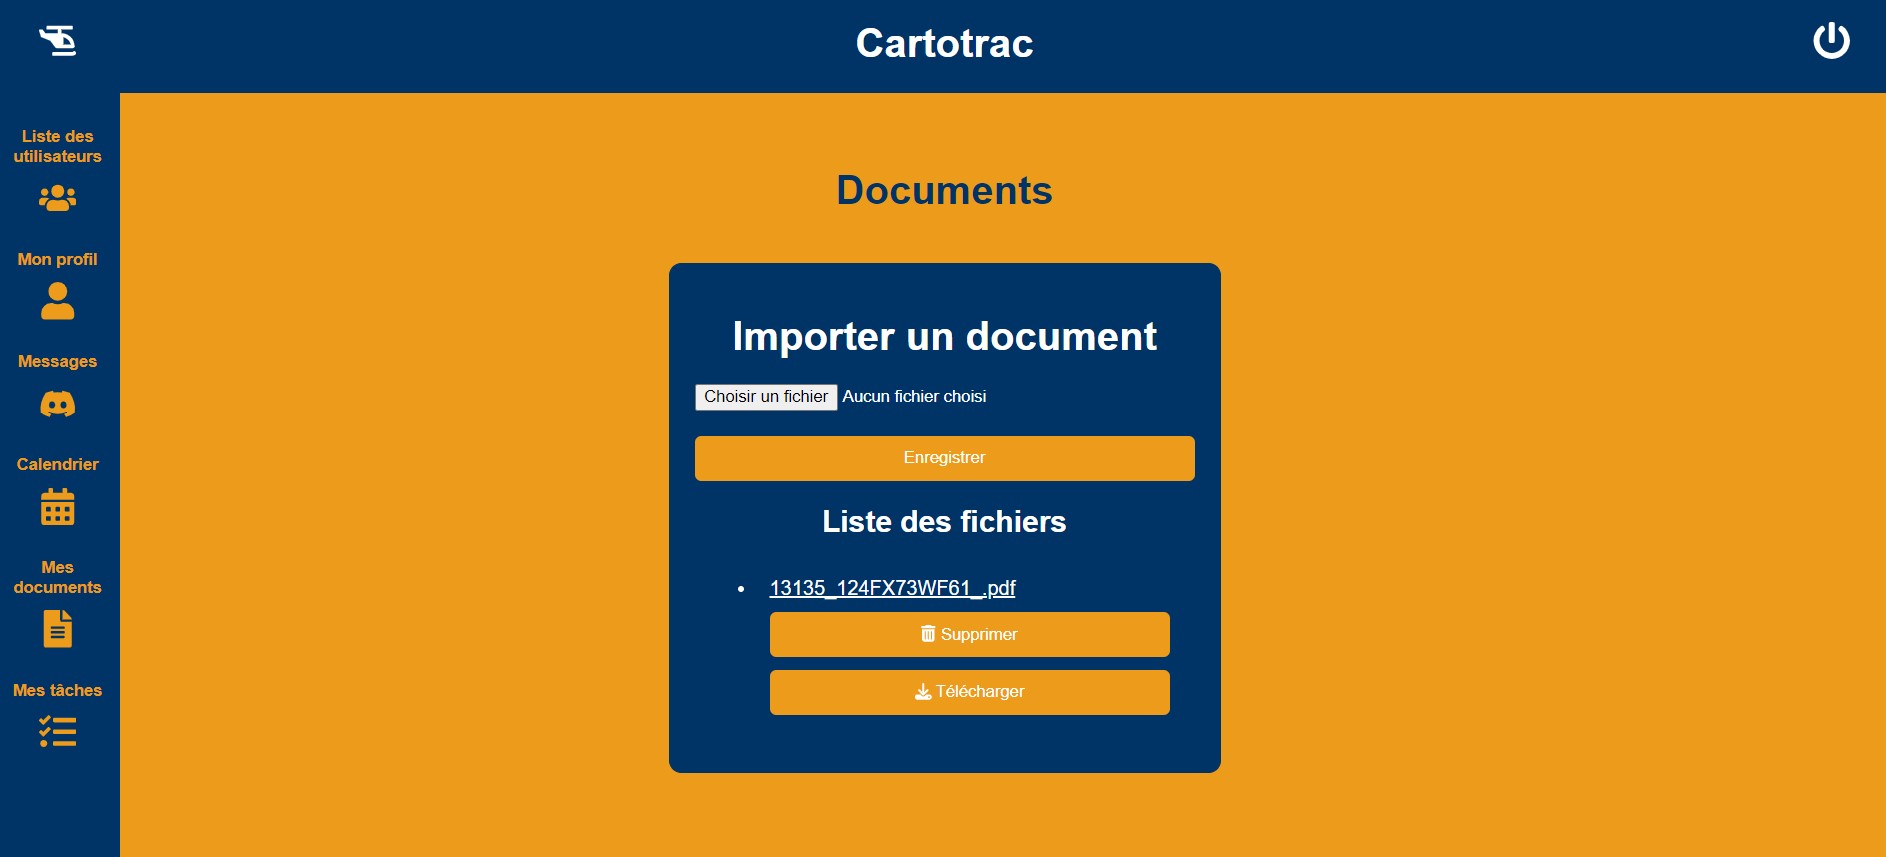 Cartotrac
Liste des
utilisateurs
Mon profil
Messages
Calendrier
Mes
documents
Mes tâches
Documents
Importer un document
Choisir un fichier Aucun fichier choisi
Enregistrer
Liste des fichiers
• 13135_124FX73WF61_.pdf
Supprimer
Télécharger